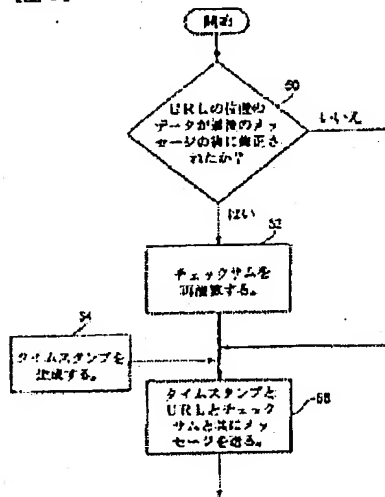 開始
50
URLの位置の
データが最後のメッ
セージの後に修正さ
れたか?
いいえ
はい
52
チェックサムを
再計数する。
54
タイムスタンプを
生成する。
タイムスタンプと
URLとチェック
サムと共にメッ
セージを送る。
56